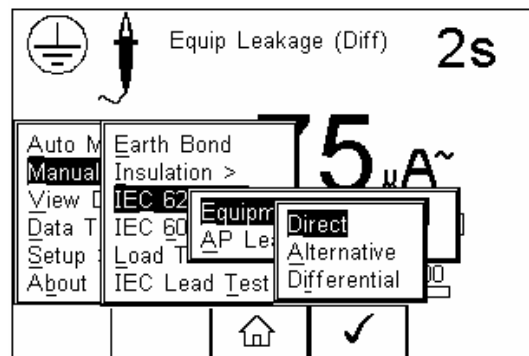 Equip Leakage (Diff)
2s
75 µA~
Auto M
Manual
View D
Data T
Setup
About
Earth Bond
Insulation >
IEC 62
IEC 60
Load T
IEC Lead Test
Equipm
AP Lea
Direct
Alternative
Differential